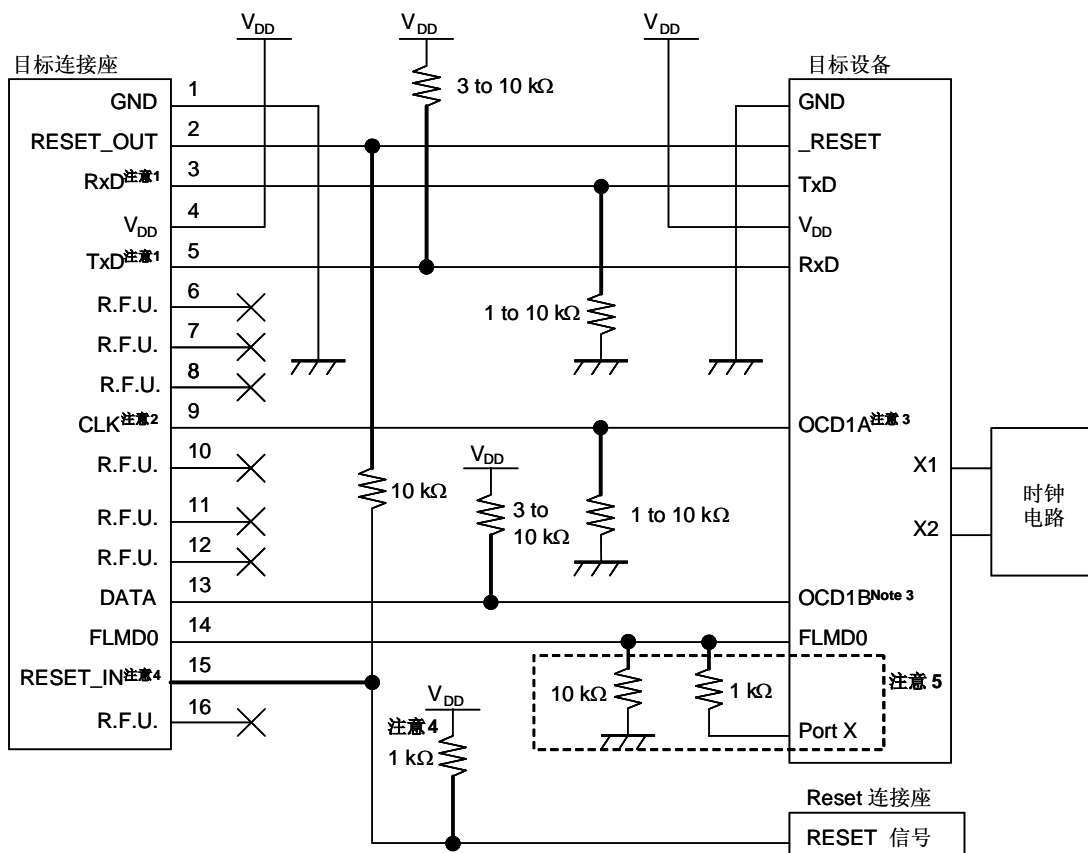 V_DD V_DD V_DD
目标连接座 3 to 10 kΩ 目标设备
GND 1 GND
RESET_OUT 2 _RESET
RxD注意1 3 TxD
V_DD 4 V_DD
TxD注意1 5 RxD
R.F.U. 6
1 to 10 kΩ
R.F.U. 7
R.F.U. 8
CLK注意2 9 OCD1A注意 3
R.F.U. 10 V_DD X1
10 kΩ 3 to 10 kΩ 1 to 10 kΩ 时钟电路
R.F.U. 11
X2
R.F.U. 12
DATA 13 OCD1B Note 3
FLMD0 14 FLMD0
RESET_IN注意4 15 注意 5
10 kΩ 1 kΩ
R.F.U. 16 V_DD Port X
注意4
1 kΩ
Reset 连接座
RESET 信号